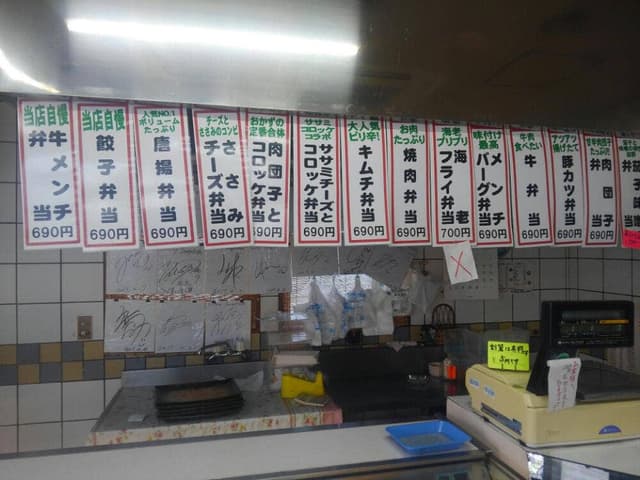 当店自慢
牛メンチ弁当
690円
当店自慢
餃子弁当
690円
人気NO.1
ボリューム
たっぷり
唐揚弁当
690円
チーズと
ささみのコンビ
ささみチーズ弁当
690円
おかずの
定番合体
肉団子と
コロッケ弁当
690円
ササミ
コロッケ
コラボ
ササミチーズと
コロッケ弁当
690円
大人気
ピリ辛!
キムチ弁当
690円
お肉
たっぷり
焼肉弁当
690円
海老
プリプリ
海老フライ弁当
700円
味付け
最高
メンチ
バーグ弁当
690円
牛肉
食べたい
牛弁当
690円
揚げたて
豚カツ弁当
690円
肉団子弁当
690円